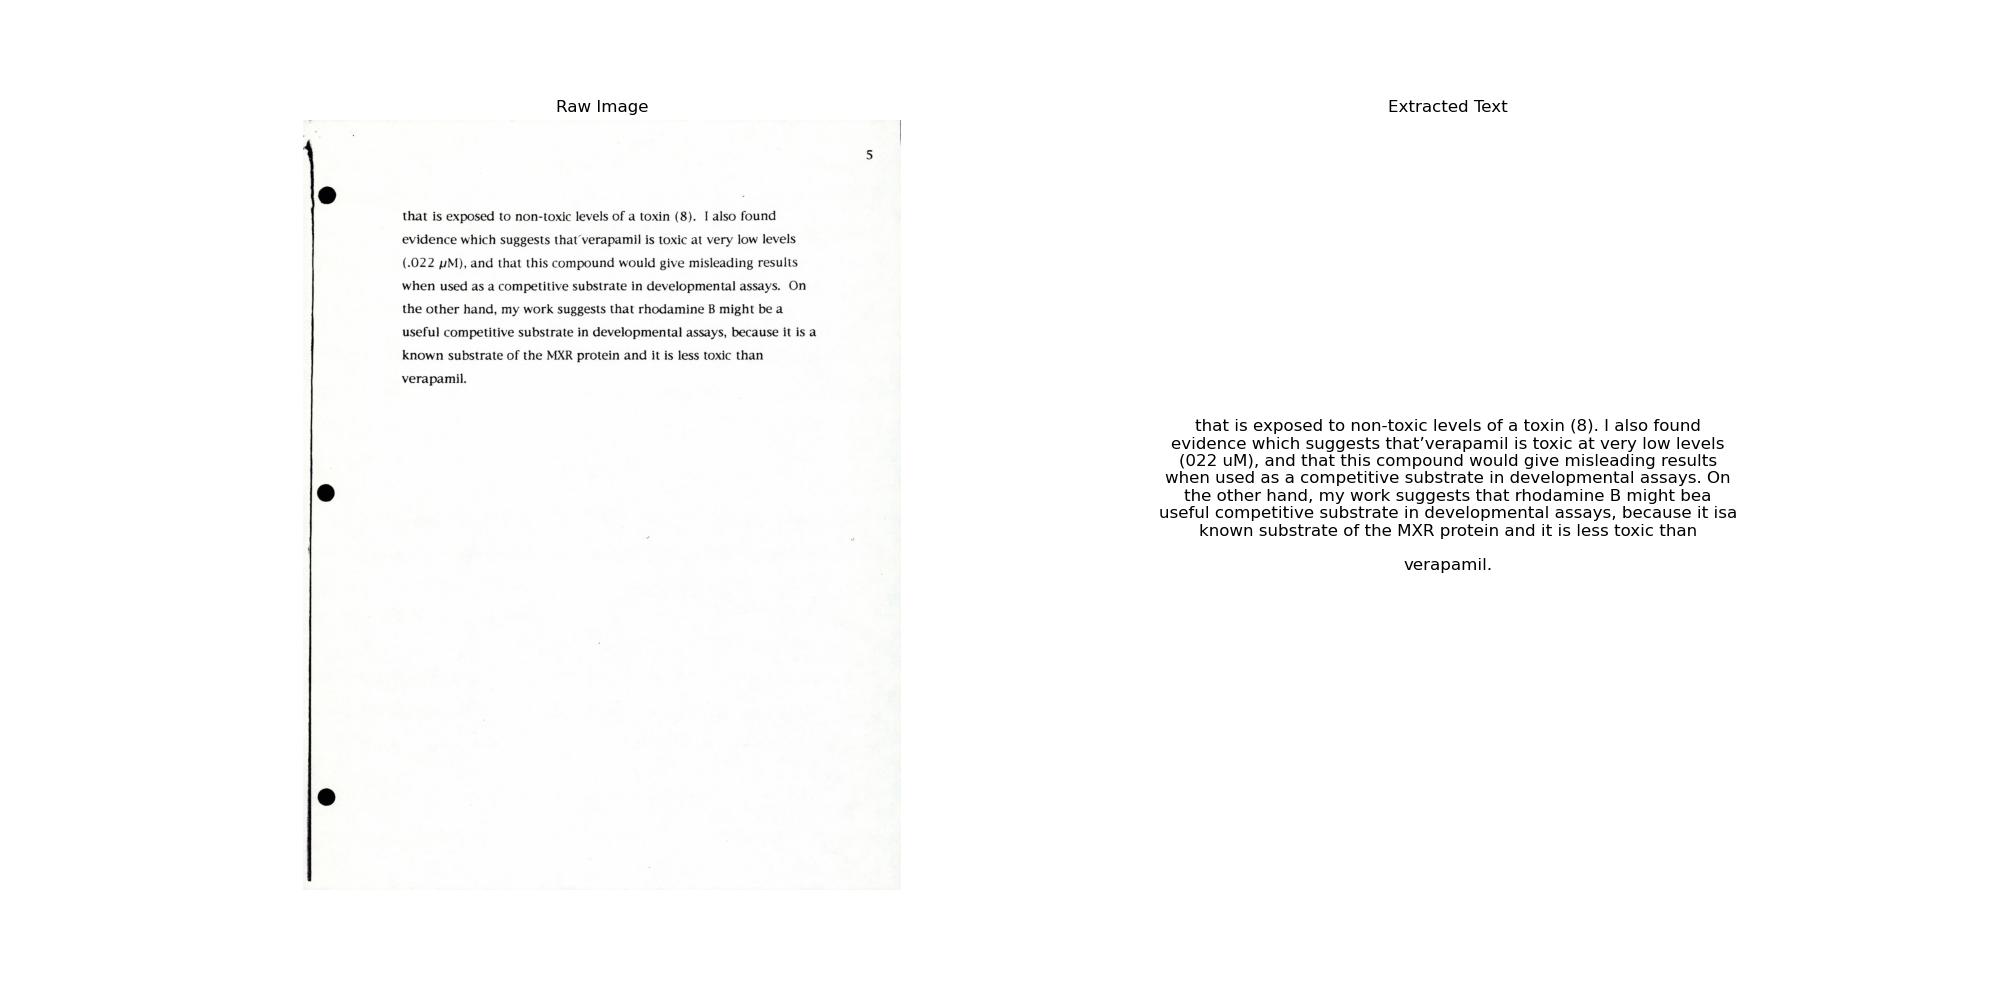 Raw Image
5
that is exposed to non-toxic levels of a toxin (8).  I also found
evidence which suggests that´verapamil is toxic at very low levels
(.022 µM), and that this compound would give misleading results
when used as a competitive substrate in developmental assays.  On
the other hand, my work suggests that rhodamine B might be a
useful competitive substrate in developmental assays, because it is a
known substrate of the MXR protein and it is less toxic than
verapamil.
Extracted Text
that is exposed to non-toxic levels of a toxin (8). I also found
evidence which suggests that’verapamil is toxic at very low levels
(022 uM), and that this compound would give misleading results
when used as a competitive substrate in developmental assays. On
the other hand, my work suggests that rhodamine B might bea
useful competitive substrate in developmental assays, because it isa
known substrate of the MXR protein and it is less toxic than
verapamil.